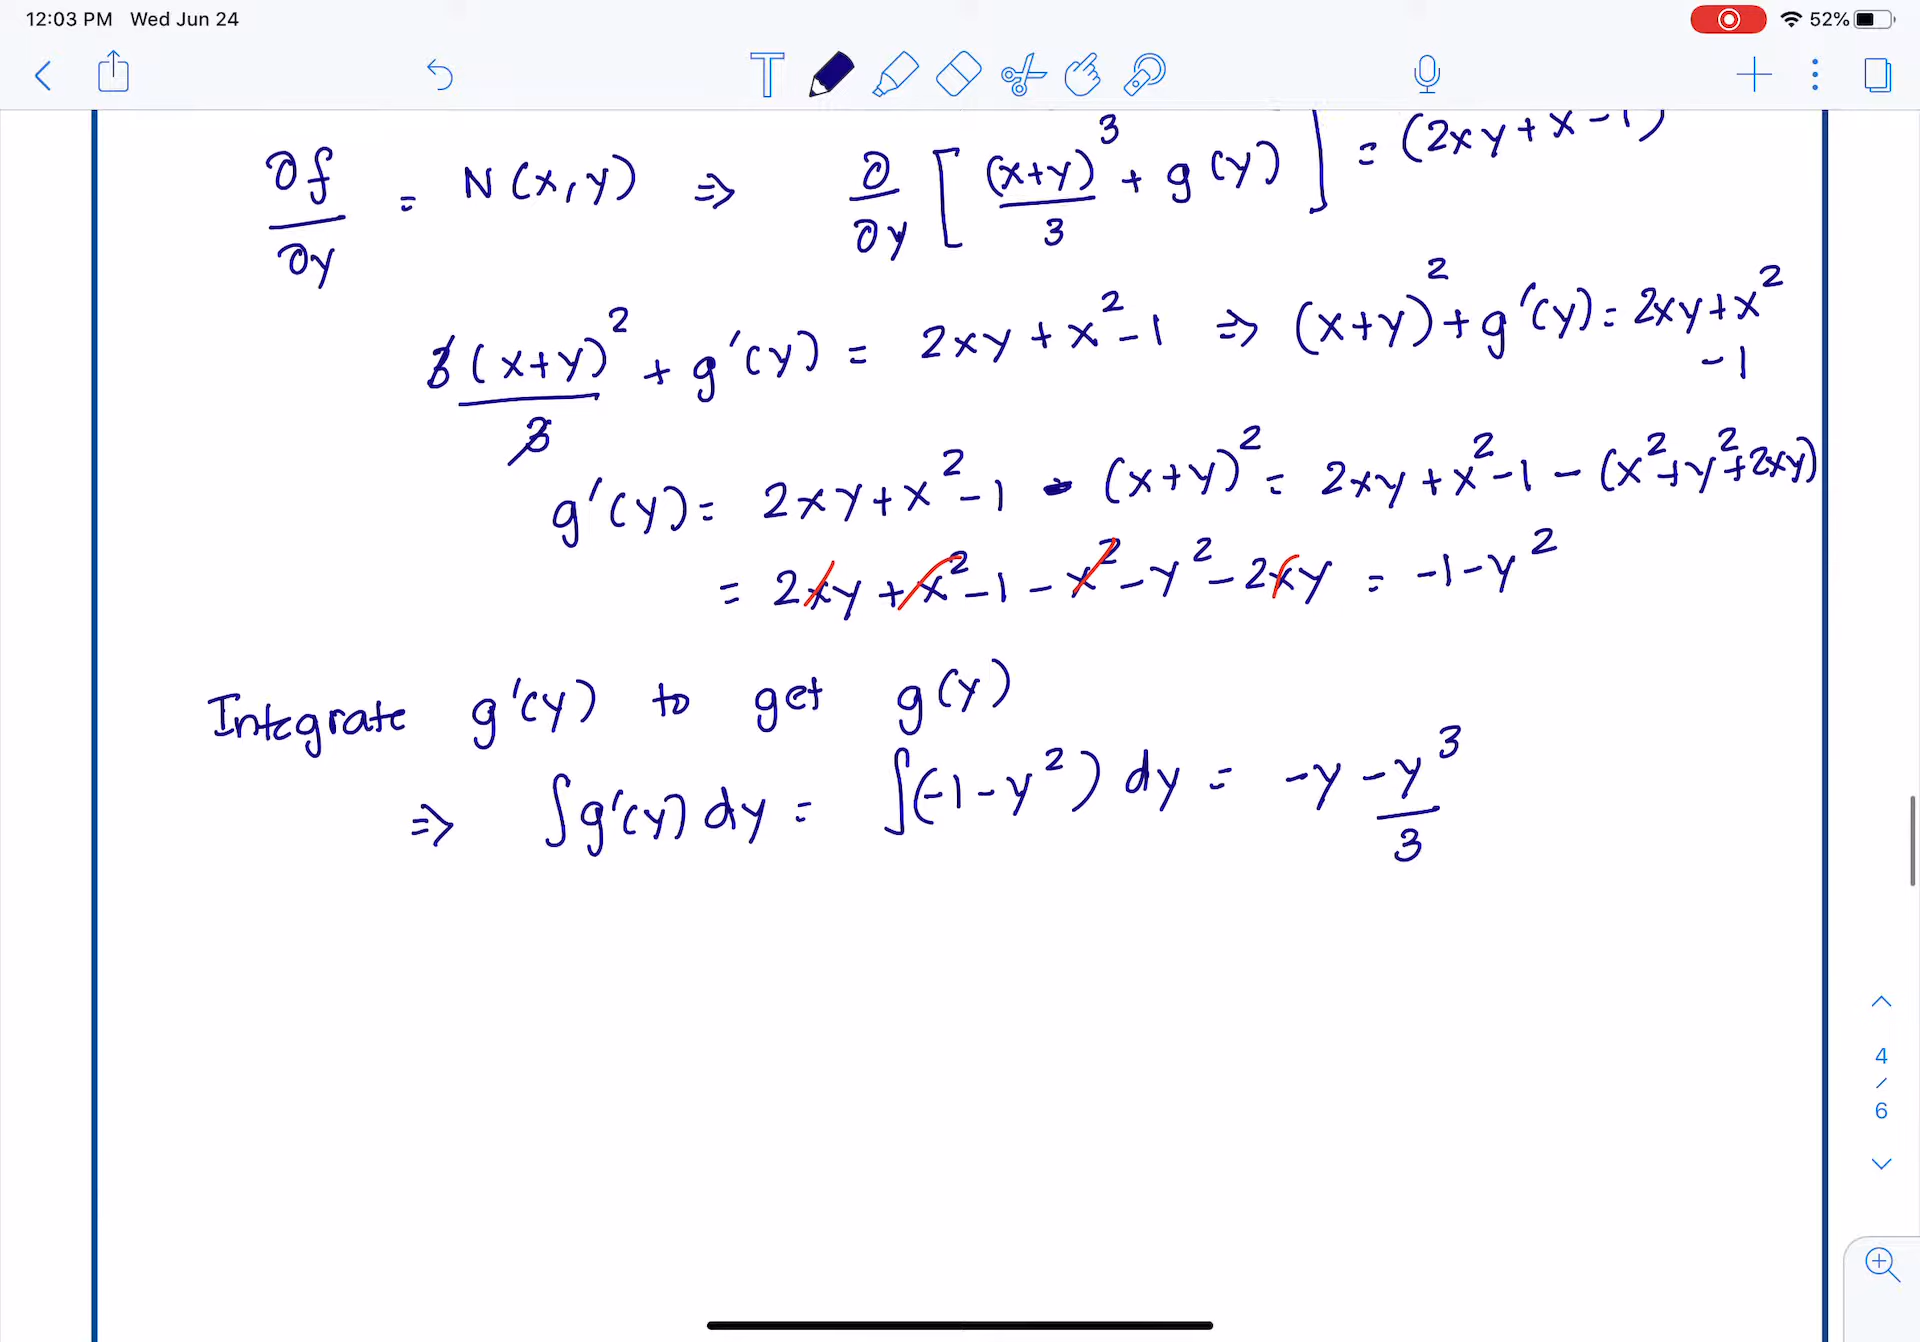 12:03 PM Wed Jun 24 52%
∂f/∂y = N(x,y) ⇒ ∂/∂y [ (x+y)³/3 + g(y) ] = (2xy + x - 1)
3(x+y)²/3 + g'(y) = 2xy + x² - 1 ⇒ (x+y)² + g'(y) = 2xy + x²
-1
g'(y) = 2xy + x² - 1 - (x+y)² = 2xy + x² - 1 - (x² + y² + 2xy)
= 2xy + x² - 1 - x² - y² - 2xy = -1 - y²
Integrate g'(y) to get g(y)
⇒ ∫g'(y) dy = ∫(-1 - y²) dy = -y - y³/3
4
/
6